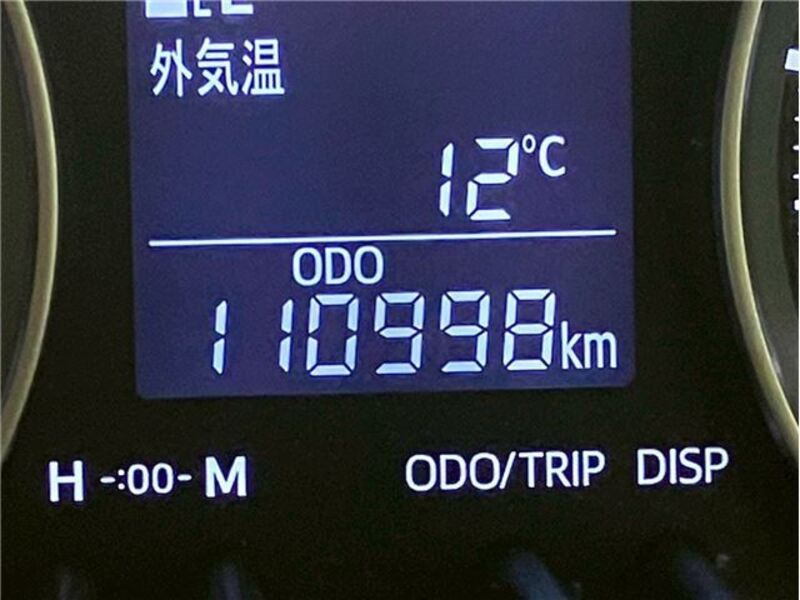 外気温
12°C
ODO
110998km
H -:00- M
ODO/TRIP DISP